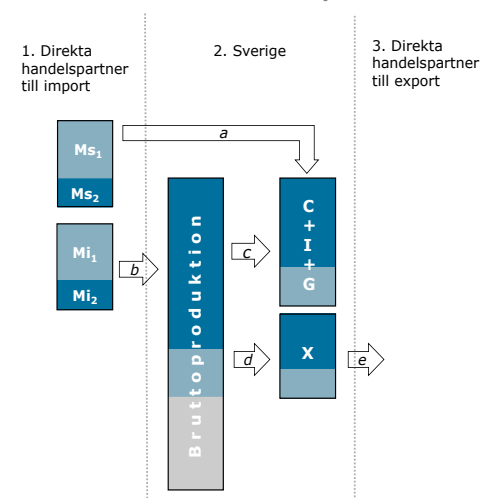 1. Direkta
handelspartner
till import
2. Sverige
3. Direkta
handelspartner
till export
a
Ms1
Ms2
Mi1
Mi2
b
Bruttoproduktion
c
C
+
I
+
G
d
X
e